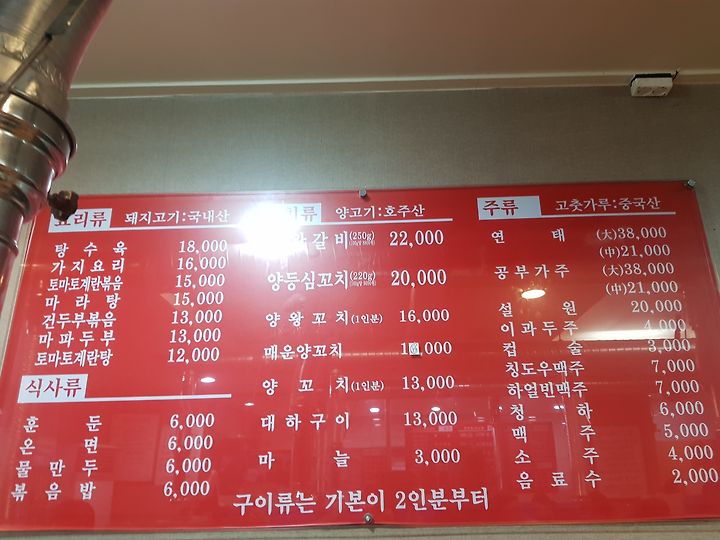 요리류 돼지고기:국내산
탕수육 18,000
가지요리 16,000
토마토계란볶음 15,000
마라탕 15,000
건두부볶음 13,000
마파두부 13,000
토마토계란탕 12,000
식사류
훈둔 6,000
온면 6,000
물만두 6,000
볶음밥 6,000
류 양고기:호주산
갈비(250g) 22,000
양등심꼬치(220g) 20,000
양왕꼬치(1인분) 16,000
매운양꼬치
양꼬치(1인분) 13,000
대하구이 13,000
마늘 3,000
주류 고춧가루:중국산
연태 (大)38,000
(中)21,000
공부가주 (大)38,000
(中)21,000
설원 20,000
이과두주 4,000
컵술 3,000
칭도우맥주 7,000
하얼빈맥주 7,000
청하 6,000
맥주 5,000
소주 4,000
음료수 2,000
구이류는 가본이 2인분부터